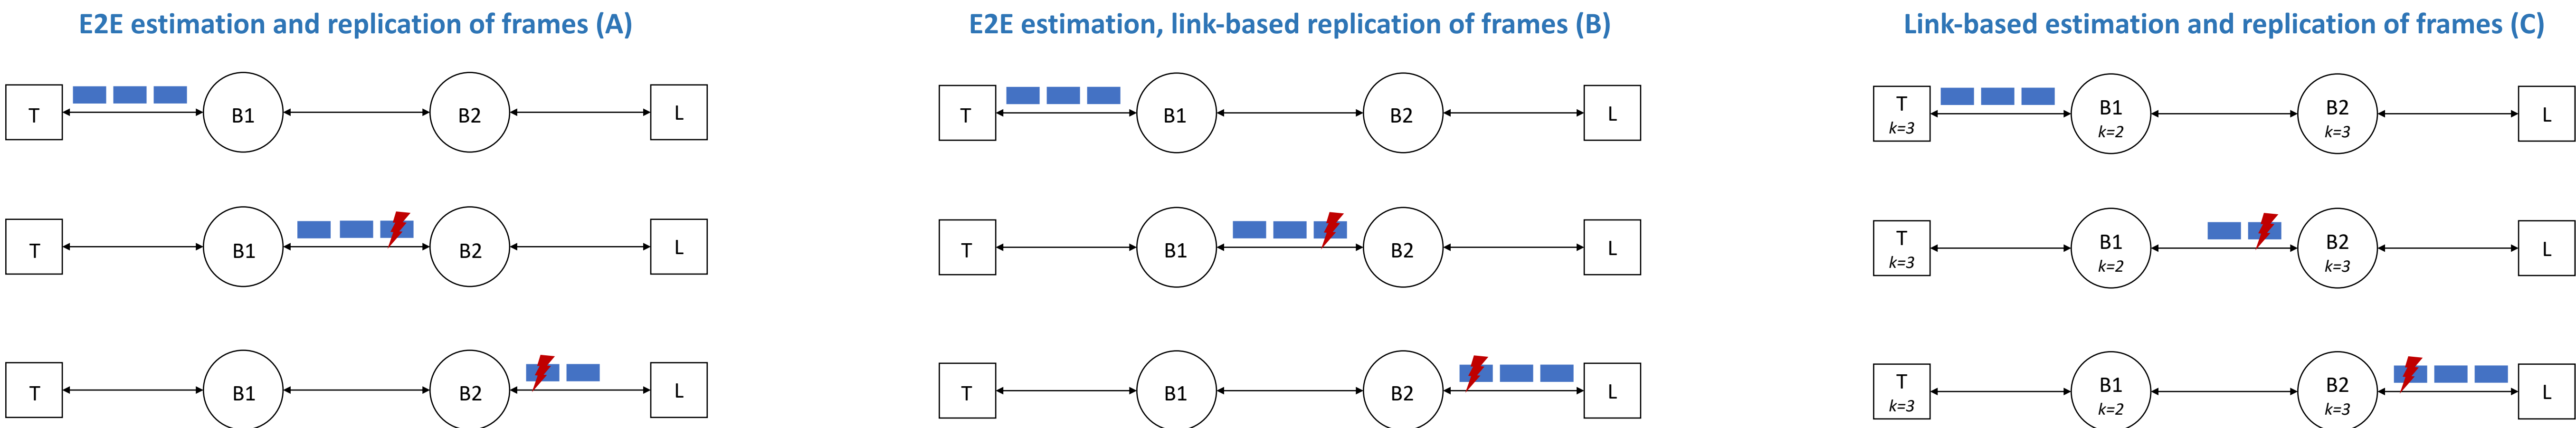 E2E estimation and replication of frames (A)
T
B1
B2
L
T
B1
B2
L
T
B1
B2
L
E2E estimation, link-based replication of frames (B)
T
B1
B2
L
T
B1
B2
L
T
B1
B2
L
Link-based estimation and replication of frames (C)
T
k=3
B1
k=2
B2
k=3
L
T
k=3
B1
k=2
B2
k=3
L
T
k=3
B1
k=2
B2
k=3
L